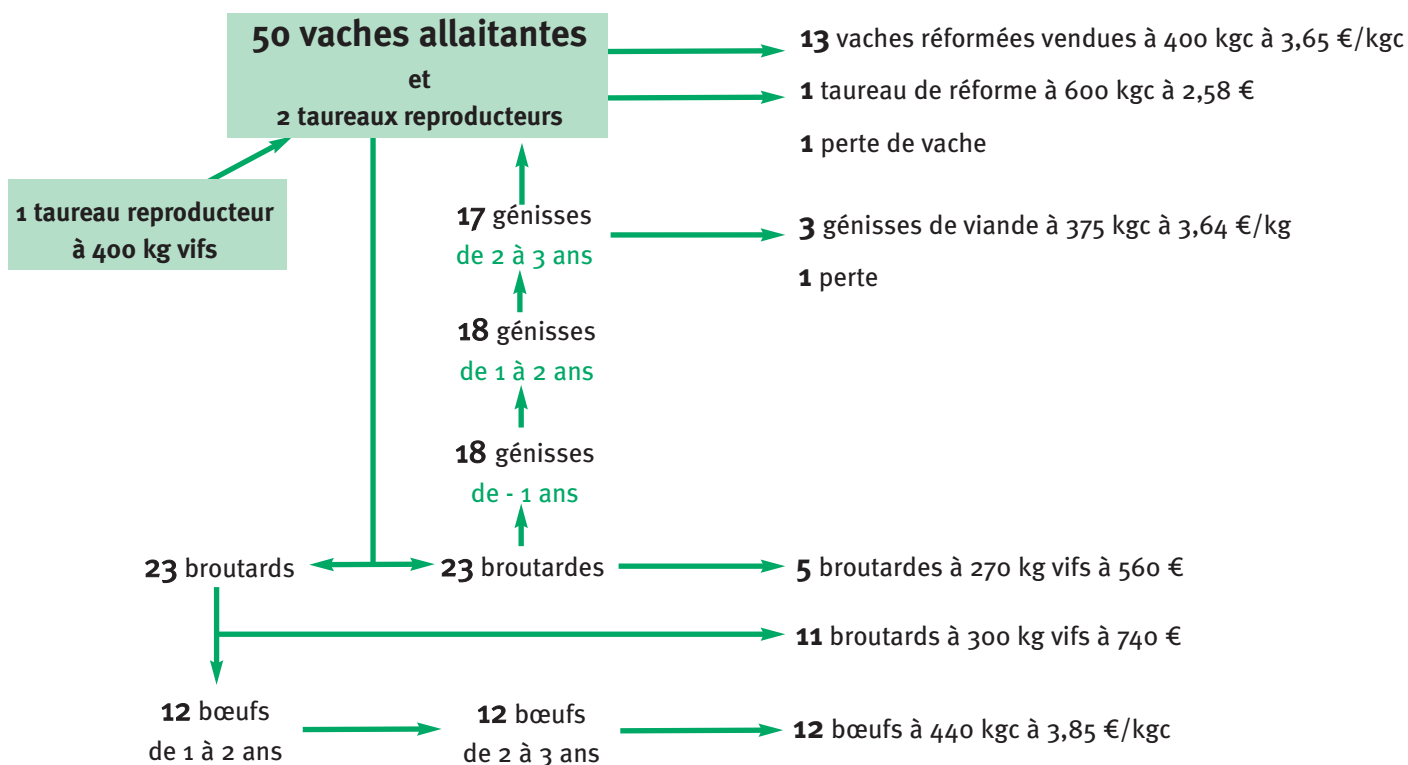 50 vaches allaitantes
et
2 taureaux reproducteurs
13 vaches réformées vendues à 400 kgc à 3,65 €/kgc
1 taureau de réforme à 600 kgc à 2,58 €
1 perte de vache
1 taureau reproducteur
à 400 kg vifs
17 génisses
de 2 à 3 ans
3 génisses de viande à 375 kgc à 3,64 €/kg
1 perte
18 génisses
de 1 à 2 ans
18 génisses
de - 1 ans
23 broutards
23 broutardes
5 broutardes à 270 kg vifs à 560 €
11 broutards à 300 kg vifs à 740 €
12 bœufs
de 1 à 2 ans
12 bœufs
de 2 à 3 ans
12 bœufs à 440 kgc à 3,85 €/kgc